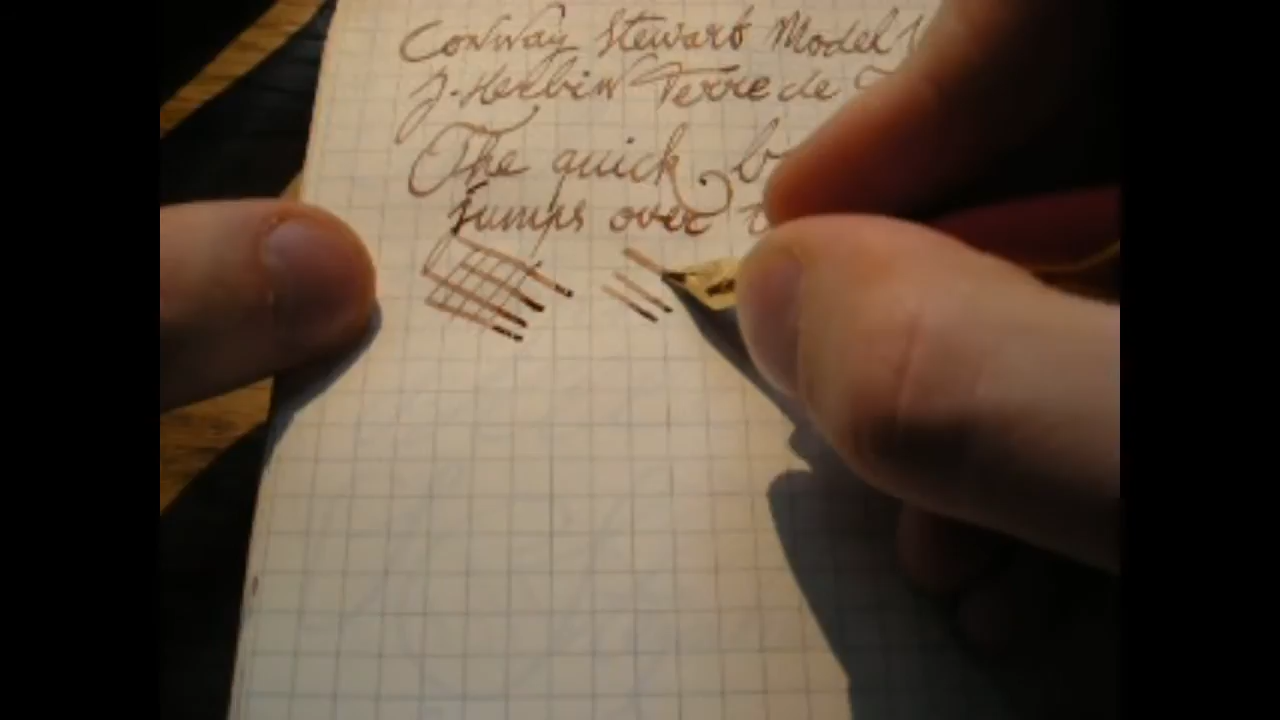 Conway Stewart Model
J. Herbin Terre de
The quick
jumps over